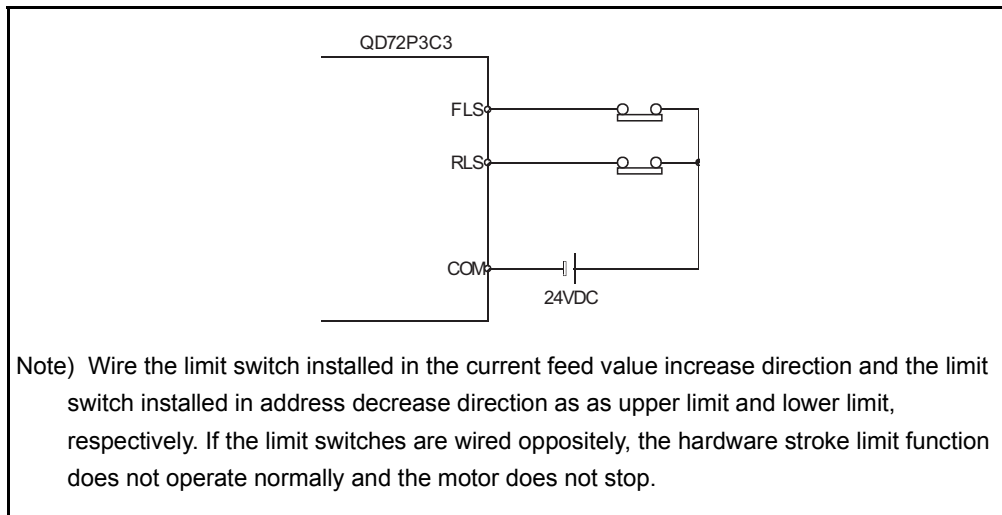 QD72P3C3
FLS
RLS
COM
24VDC
Note) Wire the limit switch installed in the current feed value increase direction and the limit
switch installed in address decrease direction as as upper limit and lower limit,
respectively. If the limit switches are wired oppositely, the hardware stroke limit function
does not operate normally and the motor does not stop.